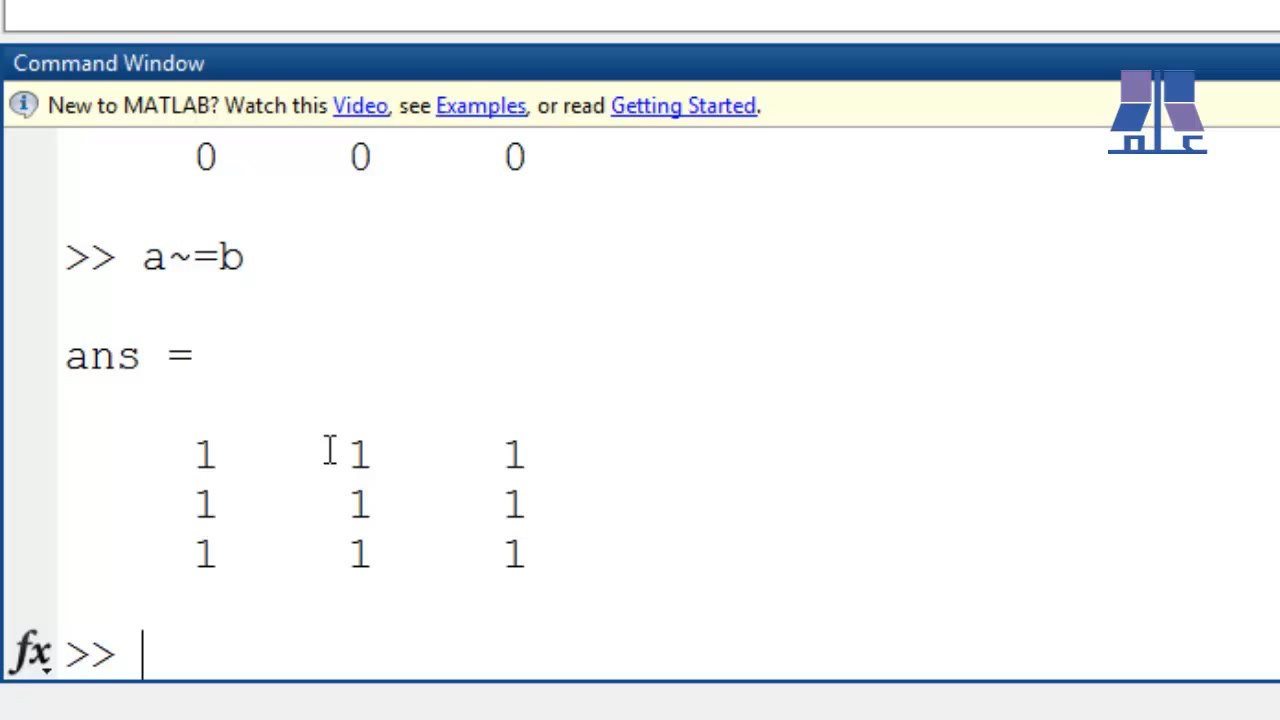 Command Window
New to MATLAB? Watch this Video, see Examples, or read Getting Started.
0 0 0
>> a~=b
ans =
1 1 1
1 1 1
1 1 1
fx >>